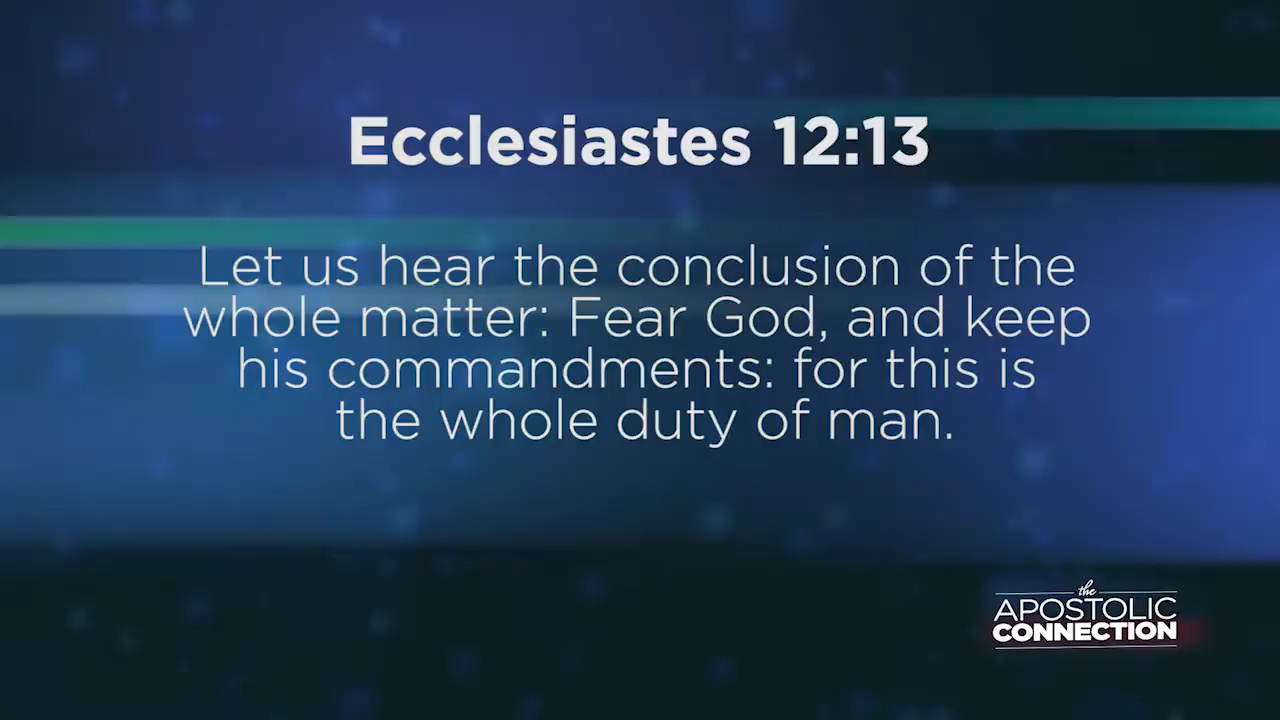 Ecclesiastes 12:13
Let us hear the conclusion of the
whole matter: Fear God, and keep
his commandments: for this is
the whole duty of man.
the
APOSTOLIC
CONNECTION